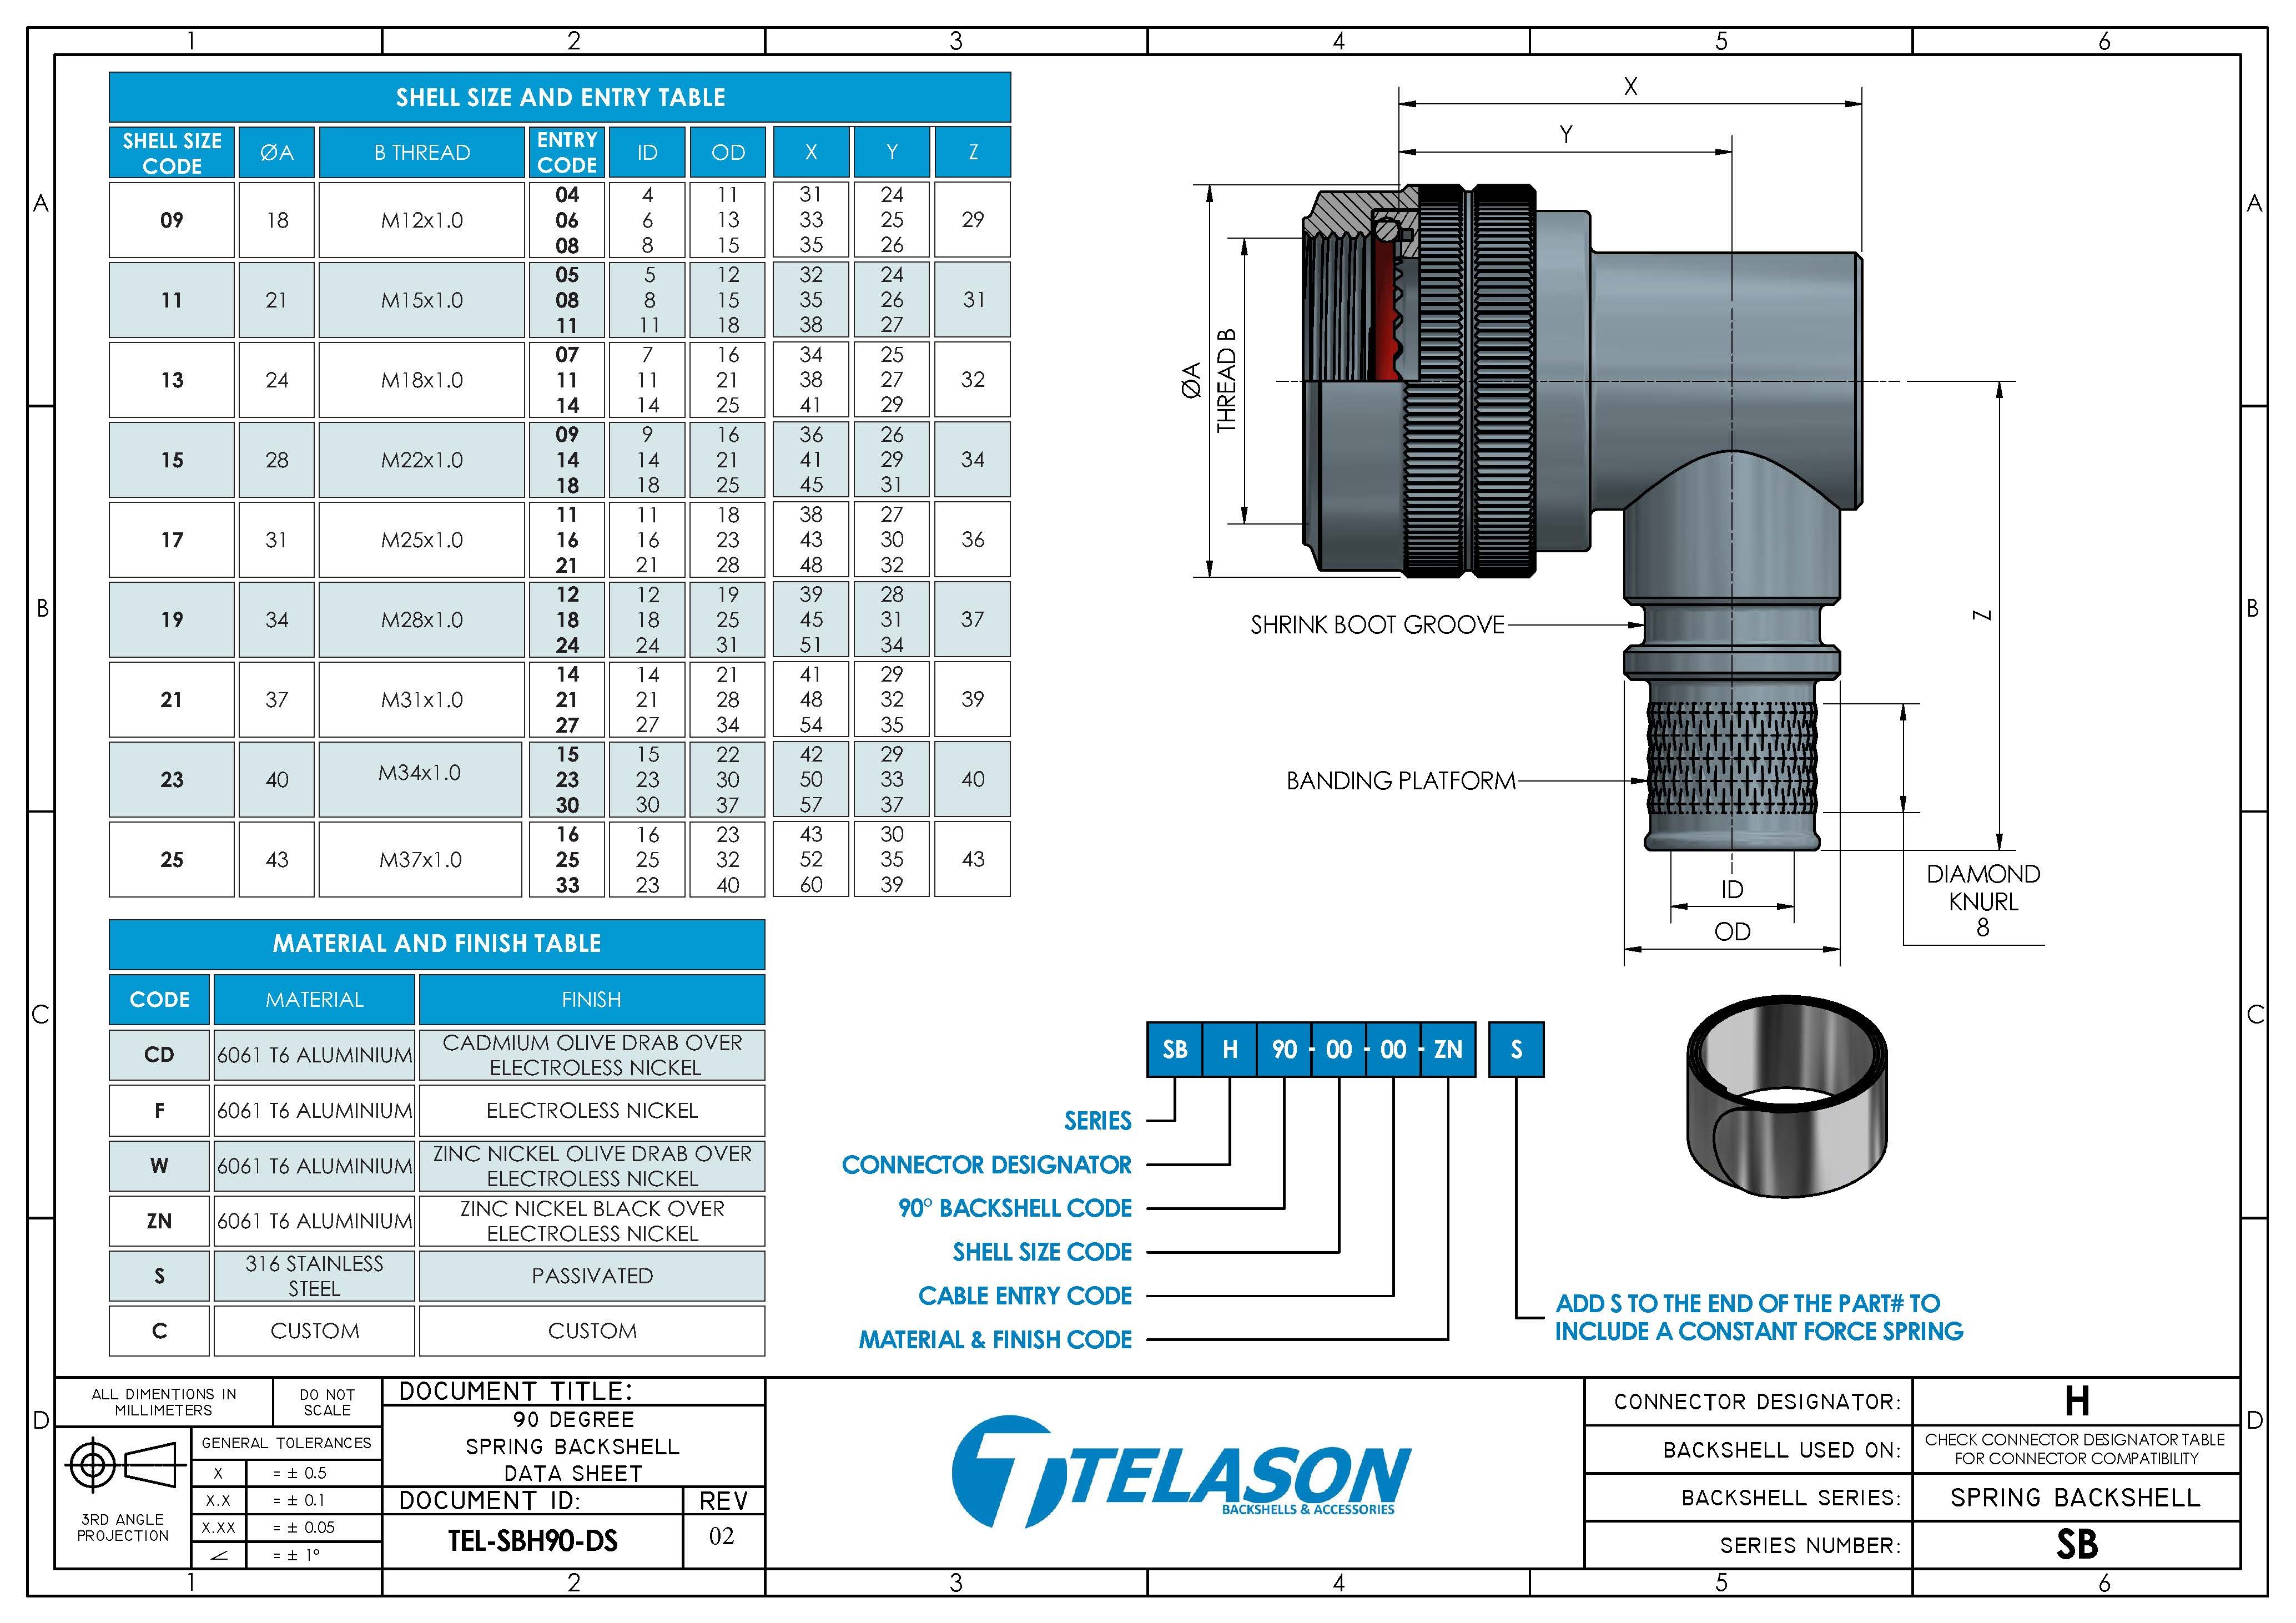 1 2 3 4 5 6
SHELL SIZE AND ENTRY TABLE
SHELL SIZE CODE ØA B THREAD ENTRY CODE ID OD X Y Z
09 18 M12x1.0 04 4 11 31 24 29
06 6 13 33 25
08 8 15 35 26
11 21 M15x1.0 05 5 12 32 24 31
08 8 15 35 26
11 11 18 38 27
13 24 M18x1.0 07 7 16 34 25 32
11 11 21 38 27
14 14 25 41 29
15 28 M22x1.0 09 9 16 36 26 34
14 14 21 41 29
18 18 25 45 31
17 31 M25x1.0 11 11 18 38 27 36
16 16 23 43 30
21 21 28 48 32
19 34 M28x1.0 12 12 19 39 28 37
18 18 25 45 31
24 24 31 51 34
21 37 M31x1.0 14 14 21 41 29 39
21 21 28 48 32
27 27 34 54 35
23 40 M34x1.0 15 15 22 42 29 40
23 23 30 50 33
30 30 37 57 37
25 43 M37x1.0 16 16 23 43 30 43
25 25 32 52 35
33 23 40 60 39
MATERIAL AND FINISH TABLE
CODE MATERIAL FINISH
CD 6061 T6 ALUMINIUM CADMIUM OLIVE DRAB OVER
ELECTROLESS NICKEL
F 6061 T6 ALUMINIUM ELECTROLESS NICKEL
W 6061 T6 ALUMINIUM ZINC NICKEL OLIVE DRAB OVER
ELECTROLESS NICKEL
ZN 6061 T6 ALUMINIUM ZINC NICKEL BLACK OVER
ELECTROLESS NICKEL
S 316 STAINLESS STEEL PASSIVATED
C CUSTOM CUSTOM
X
Y
ØA
THREAD B
Z
SHRINK BOOT GROOVE
BANDING PLATFORM
ID
OD
DIAMOND
KNURL
8
SB H 90 - 00 - 00 - ZN S
SERIES
CONNECTOR DESIGNATOR
90° BACKSHELL CODE
SHELL SIZE CODE
CABLE ENTRY CODE
MATERIAL & FINISH CODE
ADD S TO THE END OF THE PART# TO
INCLUDE A CONSTANT FORCE SPRING
A A
B B
C C
D D
ALL DIMENTIONS IN
MILLIMETERS
DO NOT
SCALE
GENERAL TOLERANCES
X = ± 0.5
X.X = ± 0.1
X.XX = ± 0.05
∠ = ± 1°
3RD ANGLE
PROJECTION
DOCUMENT TITLE:
90 DEGREE
SPRING BACKSHELL
DATA SHEET
DOCUMENT ID: REV
TEL-SBH90-DS 02
TELASON
BACKSHELLS & ACCESSORIES
CONNECTOR DESIGNATOR: H
BACKSHELL USED ON: CHECK CONNECTOR DESIGNATOR TABLE
FOR CONNECTOR COMPATIBILITY
BACKSHELL SERIES: SPRING BACKSHELL
SERIES NUMBER: SB
1 2 3 4 5 6